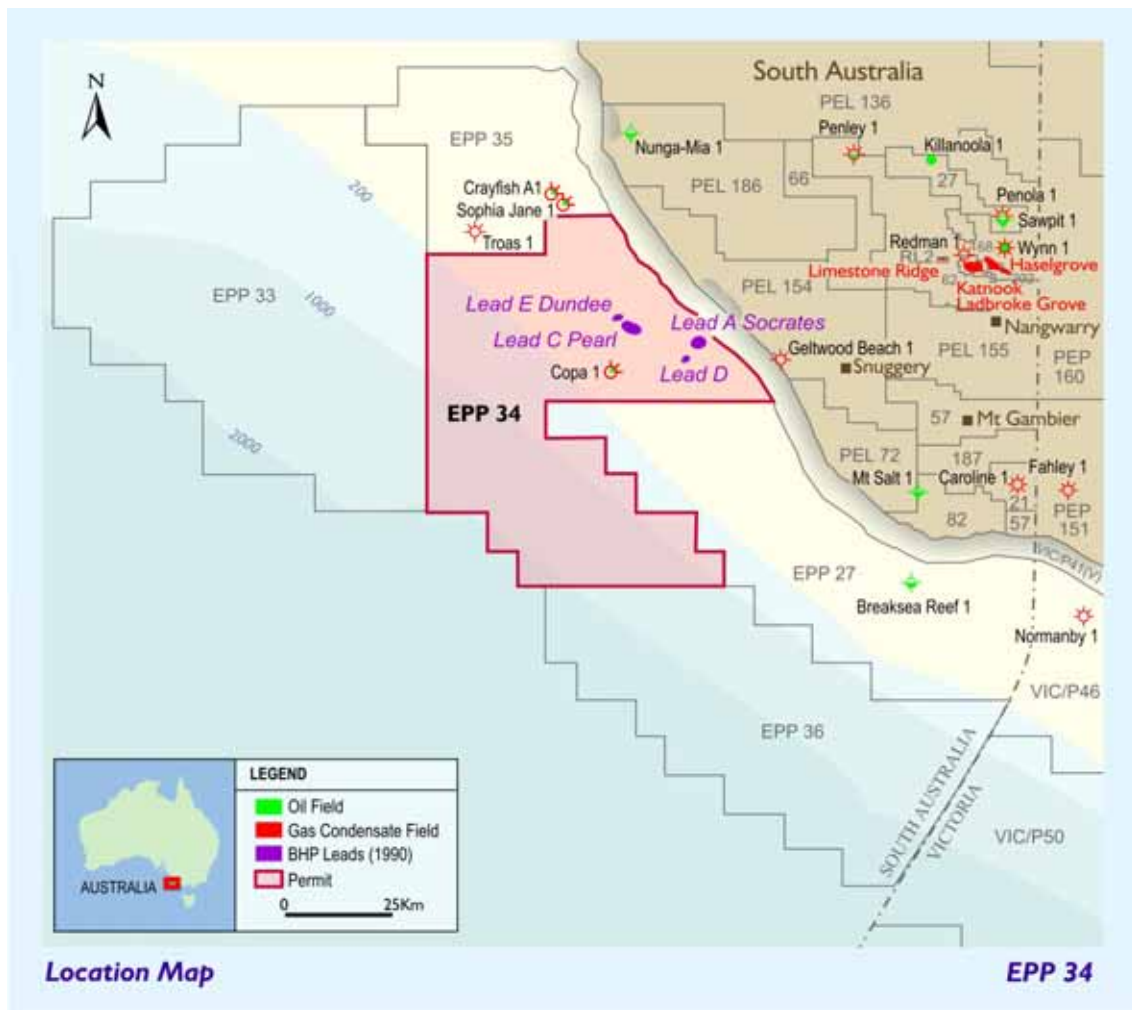 N
South Australia
PEL 136
Penley 1
EPP 35
Nunga-Mia 1
Killanoola 1
66
27
PEL 186
200
Crayfish A1
Sophia Jane 1
Troas 1
Penola 1
Sawpit 1
Redman 1
168
Wynn 1
RL2
Haselgrove
Limestone Ridge
82
Katnook
Ladbroke Grove
EPP 33
1000
PEL 154
Lead E Dundee
Lead C Pearl
Lead A Socrates
Nangwarry
Geltwood Beach 1
Snuggery
PEL 155
PEP
160
Copa 1
Lead D
EPP 34
2000
57
Mt Gambier
PEL 72
187
Mt Salt 1
Caroline 1
Fahley 1
21
82
57
PEP
151
VIC/P41(V)
EPP 27
Breaksea Reef 1
Normanby 1
VIC/P46
EPP 36
SOUTH AUSTRALIA
VICTORIA
VIC/P50
LEGEND
Oil Field
Gas Condensate Field
BHP Leads (1990)
Permit
0 25Km
AUSTRALIA
Location Map
EPP 34